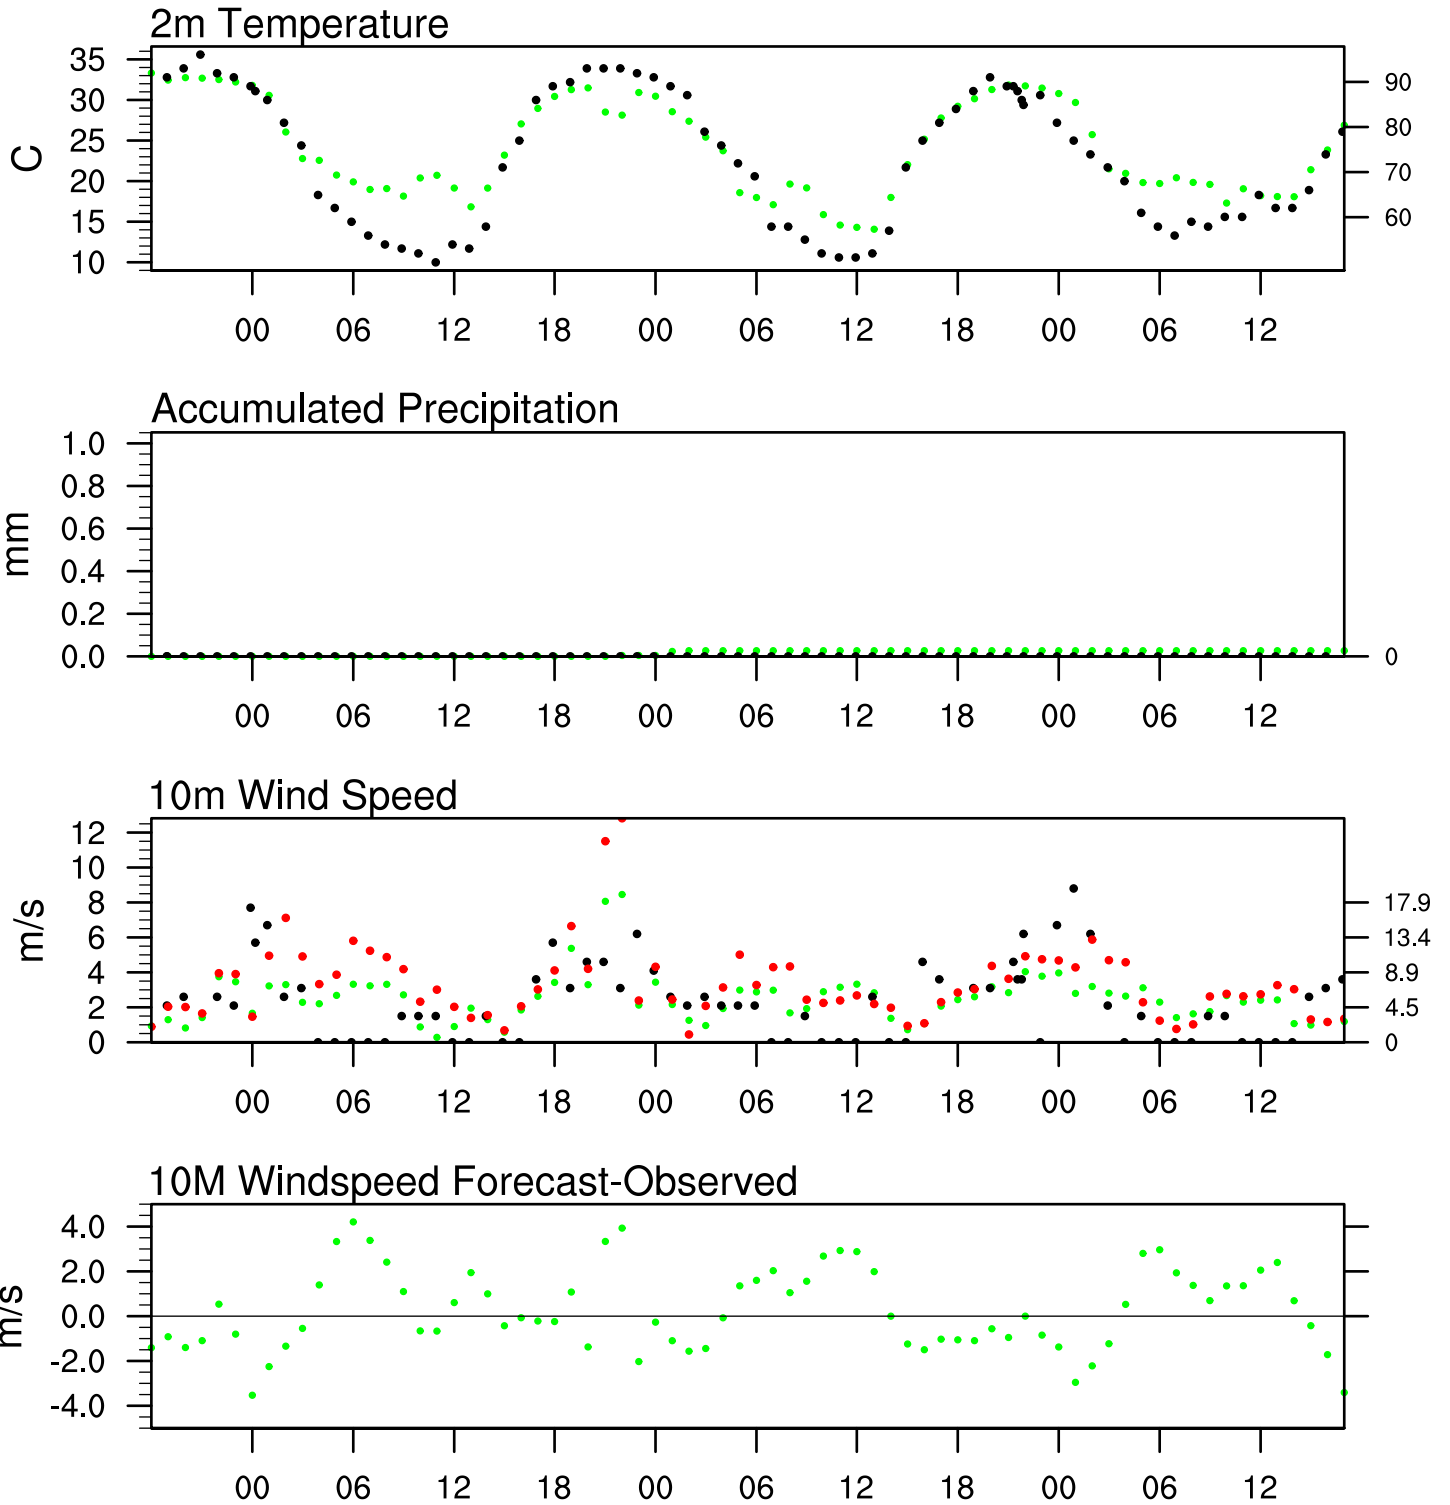 2m Temperature
35
30
25
20
15
10
C
90
80
70
60
00 06 12 18 00 06 12 18 00 06 12
Accumulated Precipitation
1.0
0.8
0.6
0.4
0.2
0.0
mm
0
00 06 12 18 00 06 12 18 00 06 12
10m Wind Speed
12
10
8
6
4
2
0
m/s
17.9
13.4
8.9
4.5
0
00 06 12 18 00 06 12 18 00 06 12
10M Windspeed Forecast-Observed
4.0
2.0
0.0
-2.0
-4.0
m/s
00 06 12 18 00 06 12 18 00 06 12